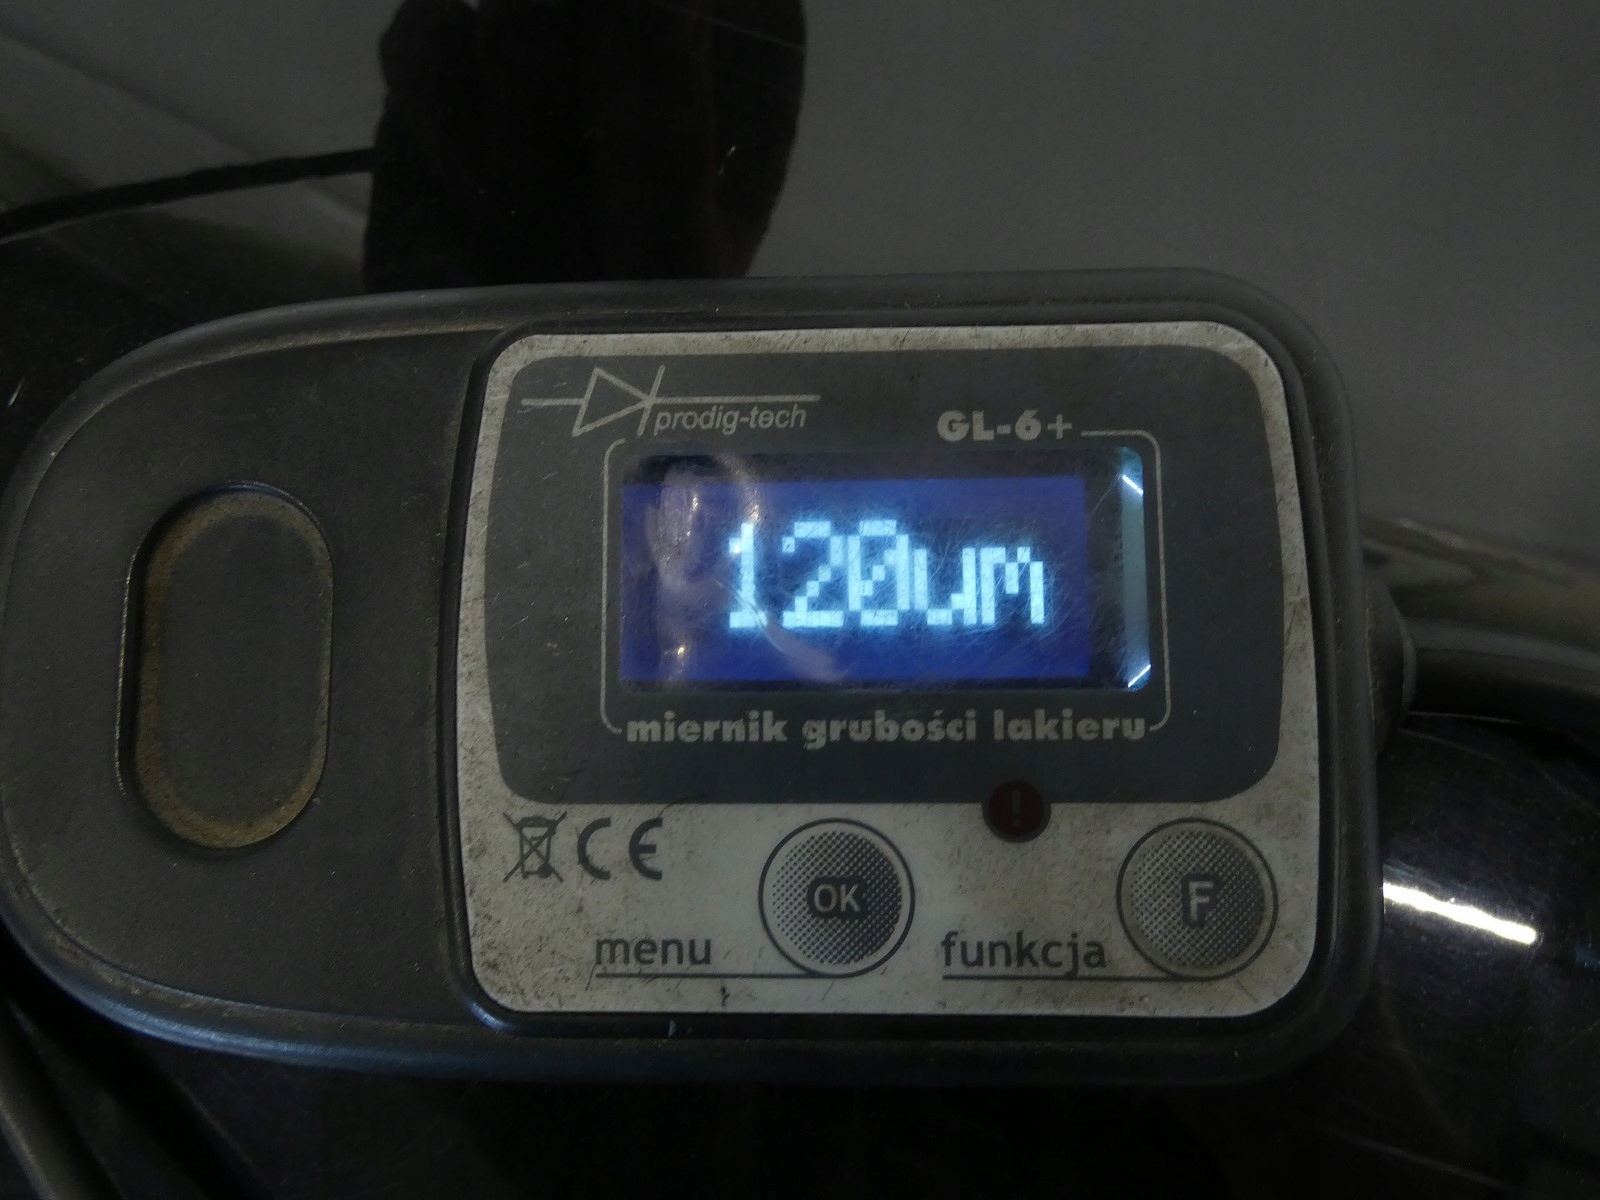 prodig-tech
GL-6+
120um
miernik grubości lakieru
!
CE
OK
F
menu
funkcja